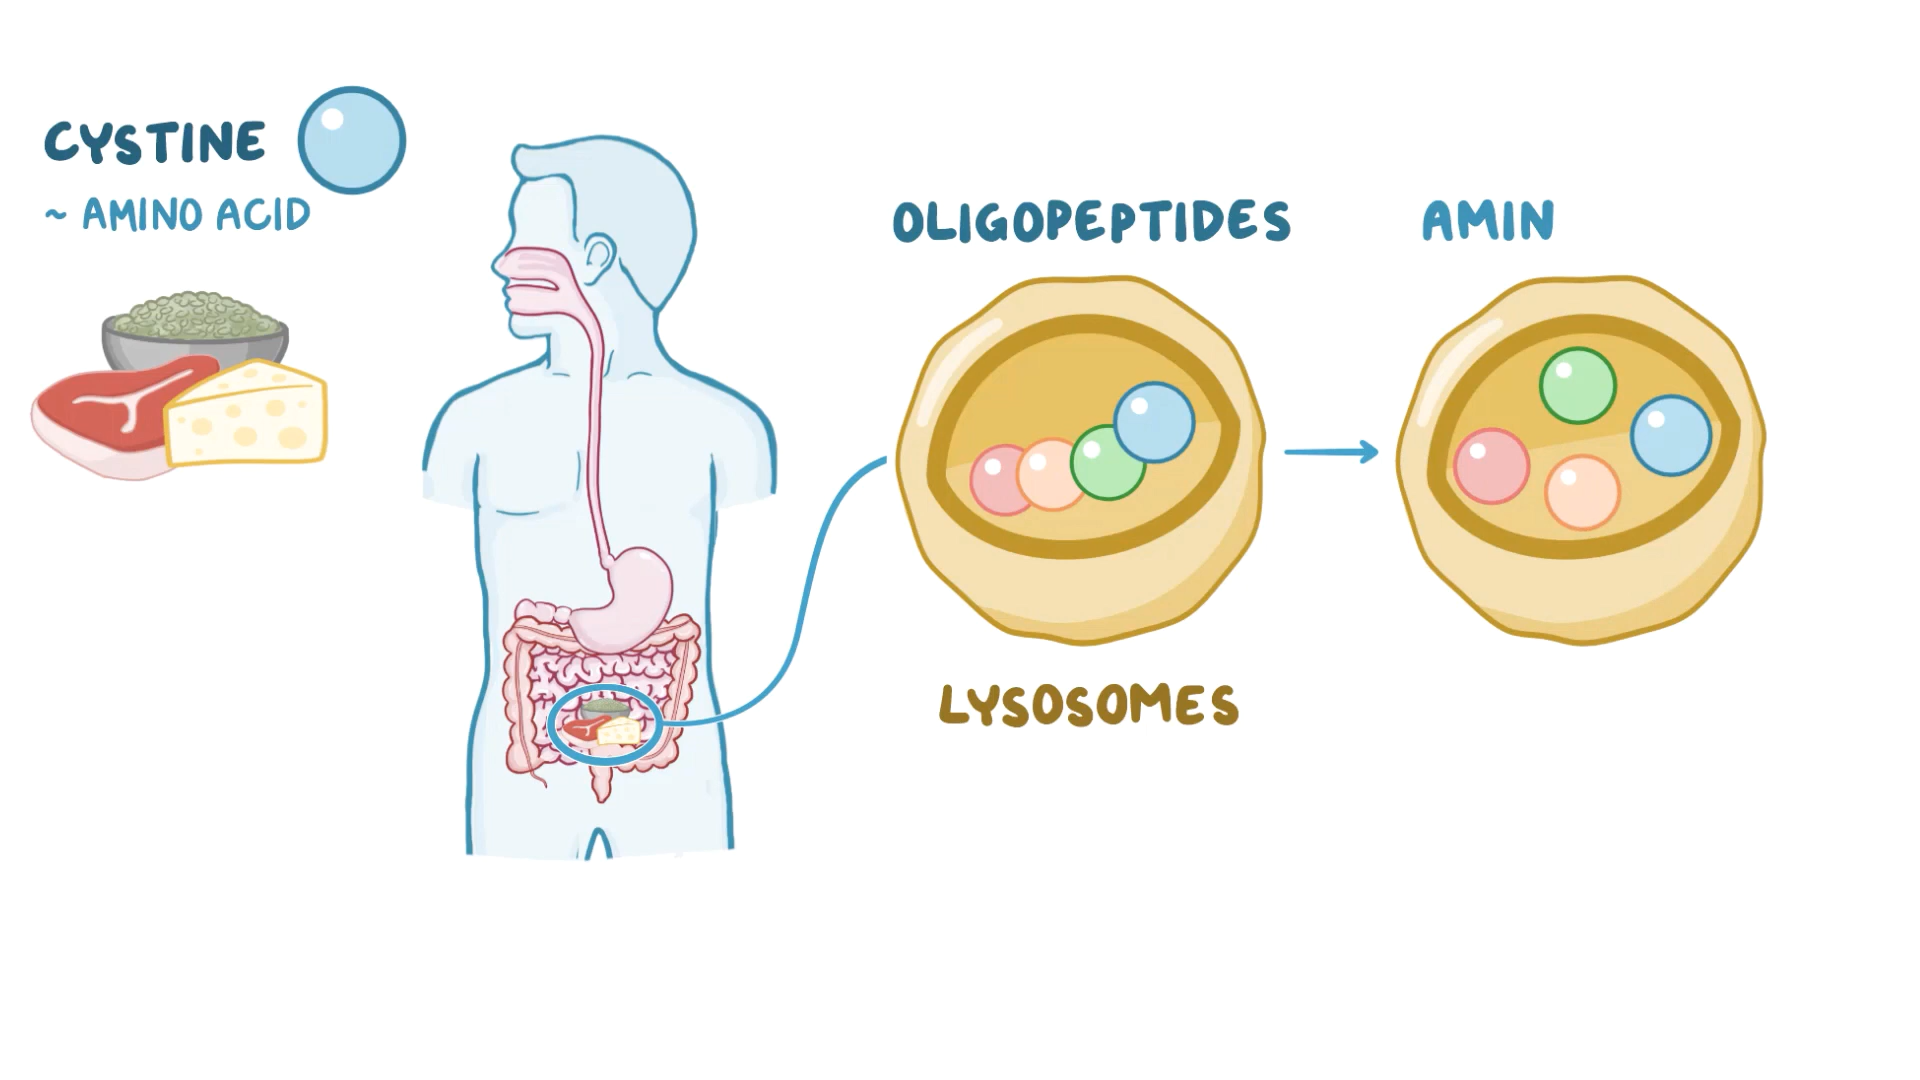 CYSTINE
~ AMINO ACID
OLIGOPEPTIDES
AMIN
LYSOSOMES